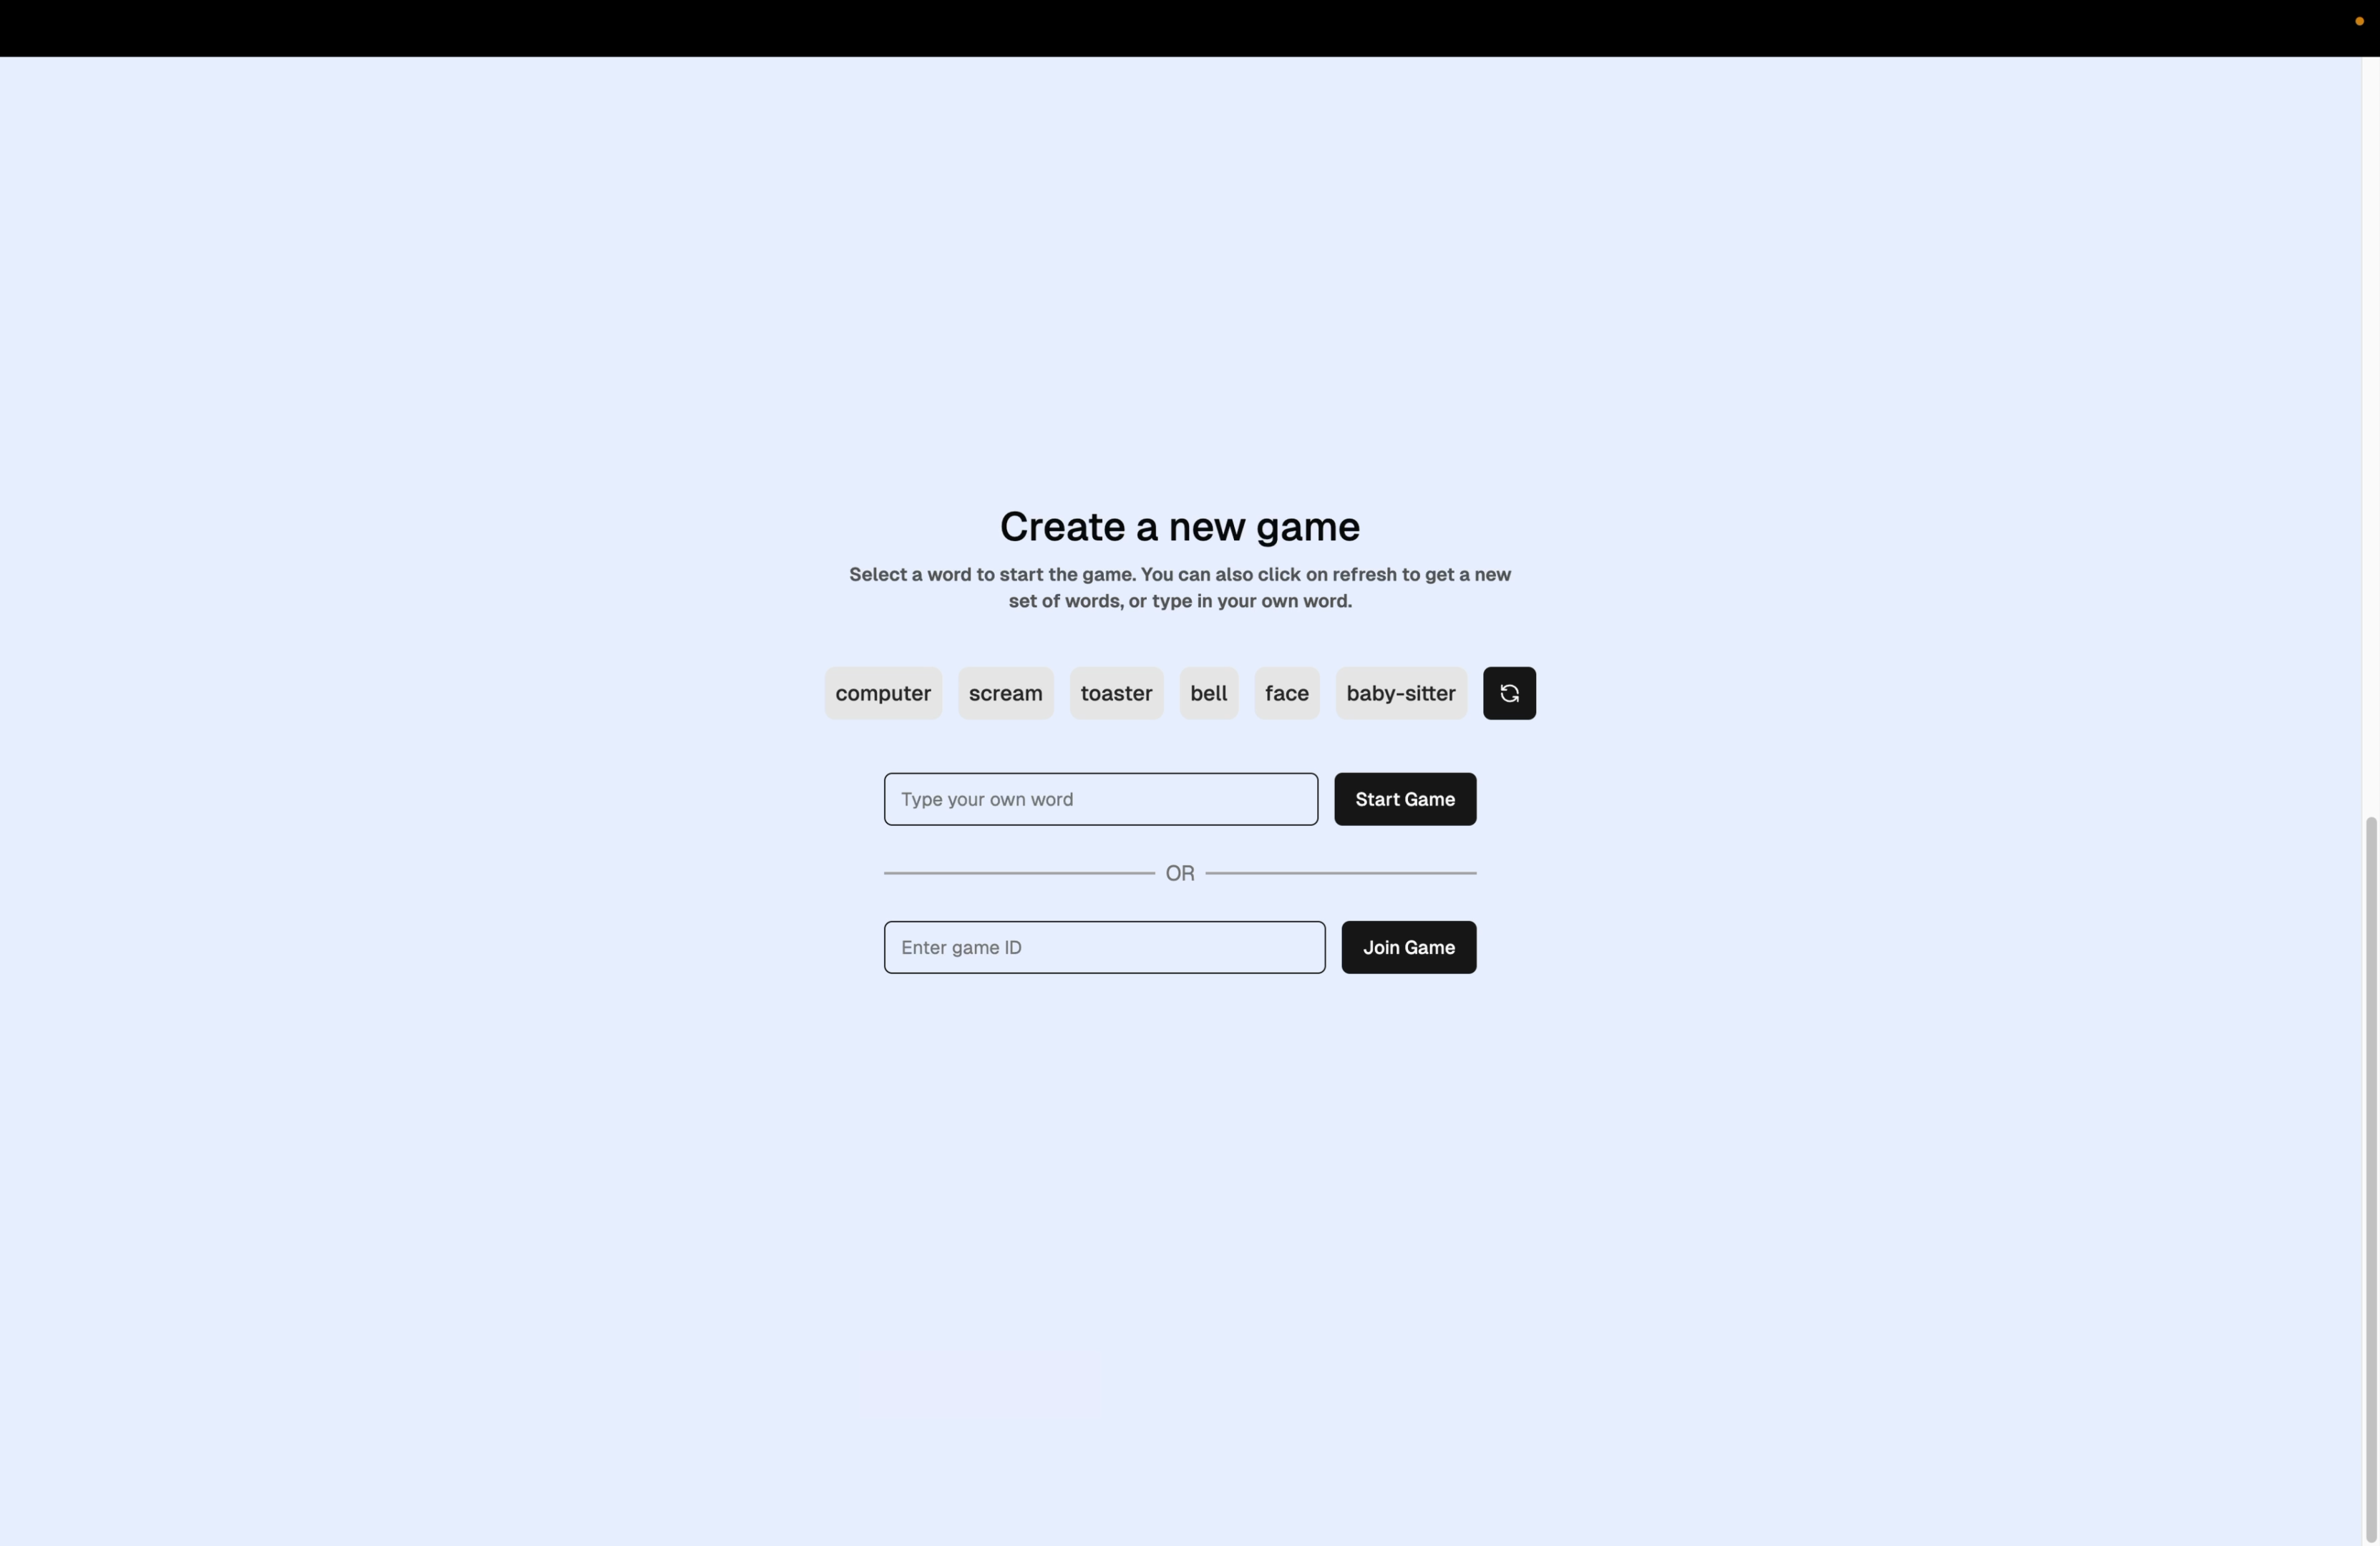 Create a new game
Select a word to start the game. You can also click on refresh to get a new
set of words, or type in your own word.
computer scream toaster bell face baby-sitter
Type your own word Start Game
OR
Enter game ID Join Game